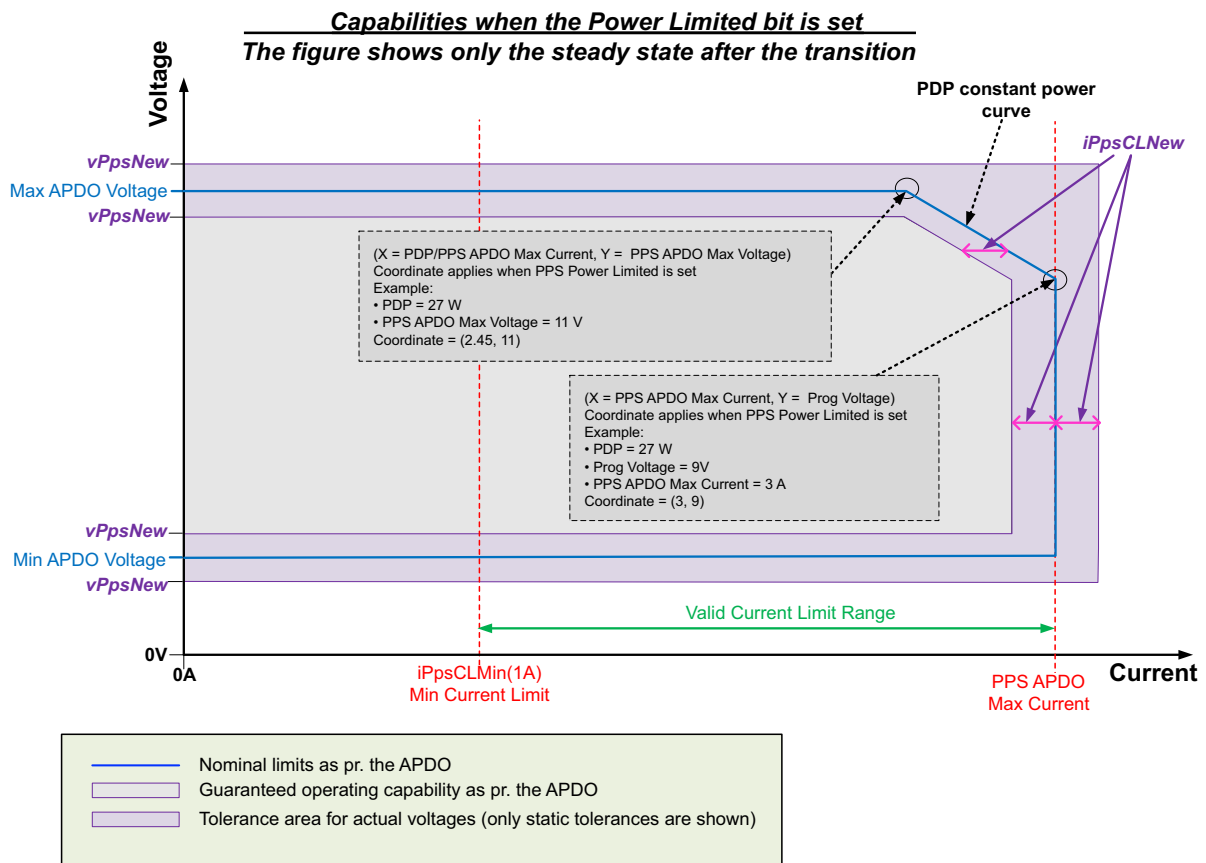 Capabilities when the Power Limited bit is set
The figure shows only the steady state after the transition
Voltage
PDP constant power
curve
vPpsNew
iPpsCLNew
Max APDO Voltage
vPpsNew
(X = PDP/PPS APDO Max Current, Y =  PPS APDO Max Voltage)
Coordinate applies when PPS Power Limited is set
Example:
• PDP = 27 W
• PPS APDO Max Voltage = 11 V
Coordinate = (2.45, 11)
(X = PPS APDO Max Current, Y =  Prog Voltage)
Coordinate applies when PPS Power Limited is set
Example:
• PDP = 27 W
• Prog Voltage = 9V
• PPS APDO Max Current = 3 A
Coordinate = (3, 9)
vPpsNew
Min APDO Voltage
vPpsNew
Valid Current Limit Range
0V
0A
iPpsCLMin(1A)
Min Current Limit
PPS APDO
Max Current
Current
Nominal limits as pr. the APDO
Guaranteed operating capability as pr. the APDO
Tolerance area for actual voltages (only static tolerances are shown)